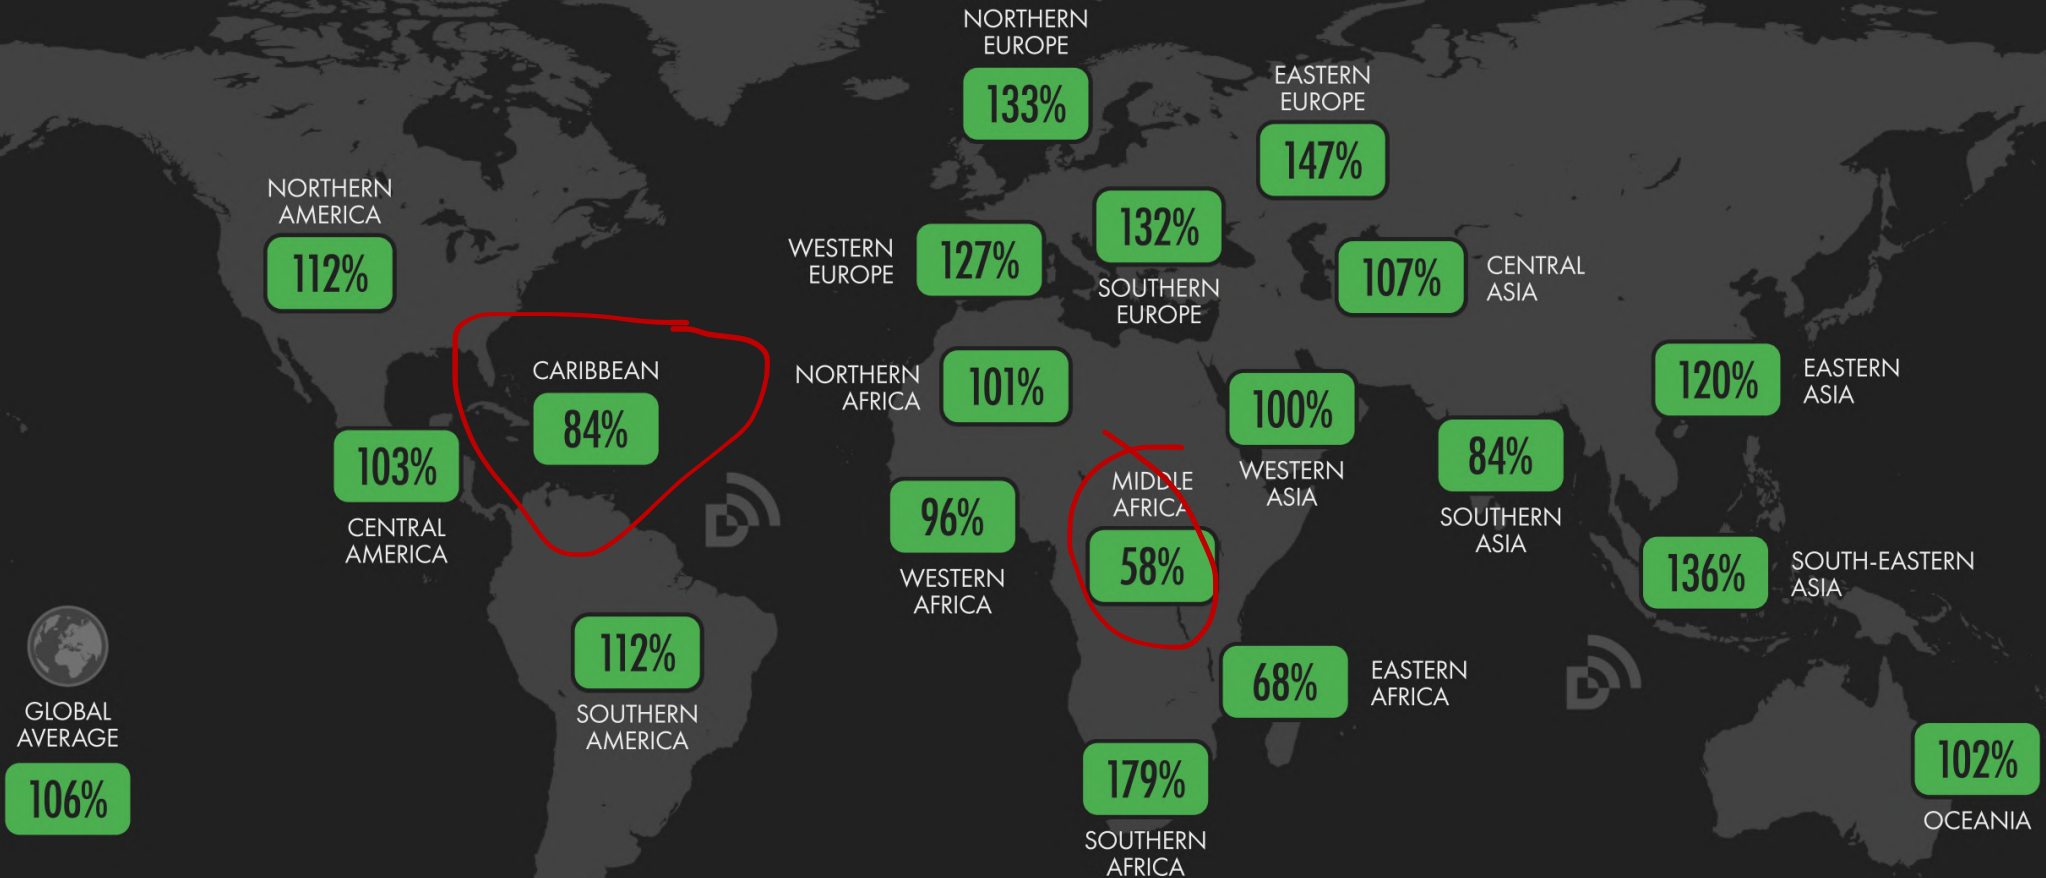 NORTHERN
EUROPE
133%
EASTERN
EUROPE
147%
NORTHERN
AMERICA
112%
WESTERN
EUROPE
127%
132%
SOUTHERN
EUROPE
107%
CENTRAL
ASIA
CARIBBEAN
84%
NORTHERN
AFRICA
101%
100%
WESTERN
ASIA
120%
EASTERN
ASIA
103%
CENTRAL
AMERICA
96%
WESTERN
AFRICA
MIDDLE
AFRICA
58%
84%
SOUTHERN
ASIA
136%
SOUTH-EASTERN
ASIA
112%
SOUTHERN
AMERICA
68%
EASTERN
AFRICA
GLOBAL
AVERAGE
106%
179%
SOUTHERN
AFRICA
102%
OCEANIA